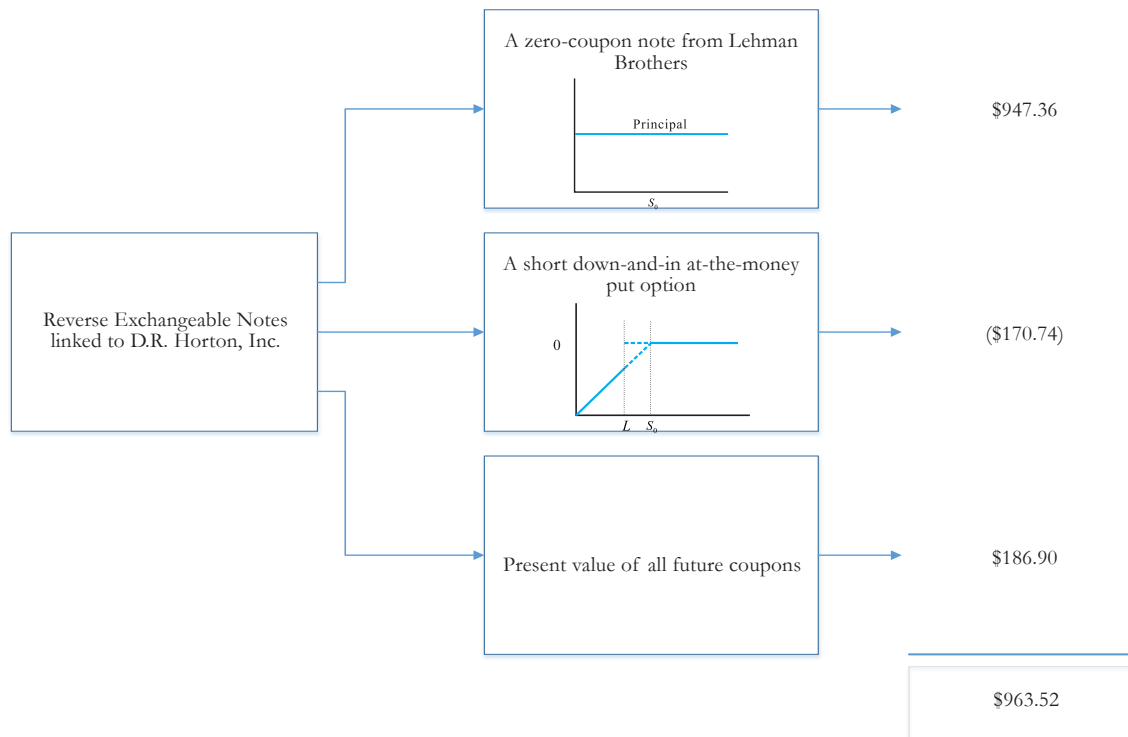 A zero-coupon note from Lehman
Brothers
Principal
S₀
$947.36
Reverse Exchangeable Notes
linked to D.R. Horton, Inc.
A short down-and-in at-the-money
put option
0
L S₀
($170.74)
Present value of all future coupons
$186.90
$963.52